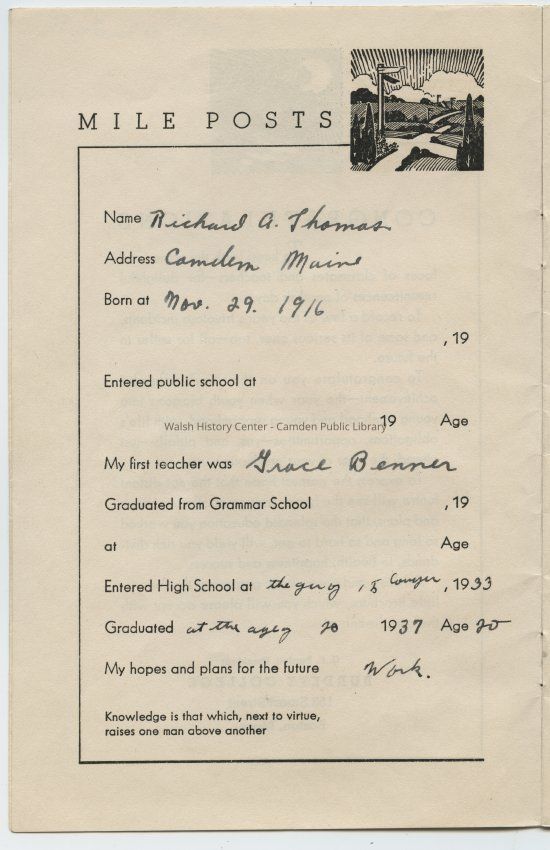 MILE POSTS
Name Richard A. Thomas
Address Camden Maine
Born at Nov. 29. 1916
, 19
Entered public school at
Walsh History Center - Camden Public Library
19 Age
My first teacher was Grace Benner
Graduated from Grammar School , 19
at Age
Entered High School at the age of 15 , 1933
Graduated at the age of 20 1937 Age 20
My hopes and plans for the future Work.
Knowledge is that which, next to virtue,
raises one man above another